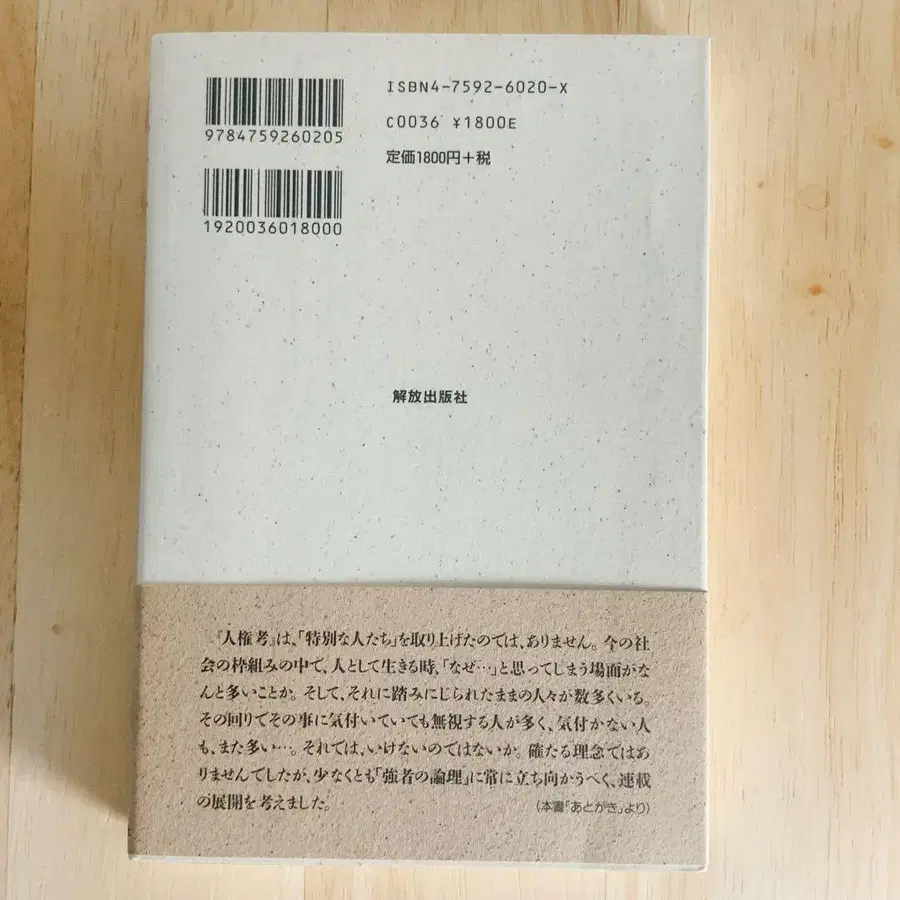 9784759260205
1920036018000
ISBN4-7592-6020-X
C0036 ¥1800E
定価1800円＋税
解放出版社
『人権考』は、「特別な人たち」を取り上げたのでは、ありません。今の社
会の枠組みの中で、人として生きる時、「なぜ…」と思ってしまう場面がな
んと多いことか。そして、それに踏みにじられたままの人々が数多くいる。
その回りでその事に気付いていても無視する人が多く、気付かない人
も、また多い…。それでは、いけないのではないか。確たる理念ではあ
りませんでしたが、少なくとも「強者の論理」に常に立ち向かうべく、連載
の展開を考えました。
（本書「あとがき」より）